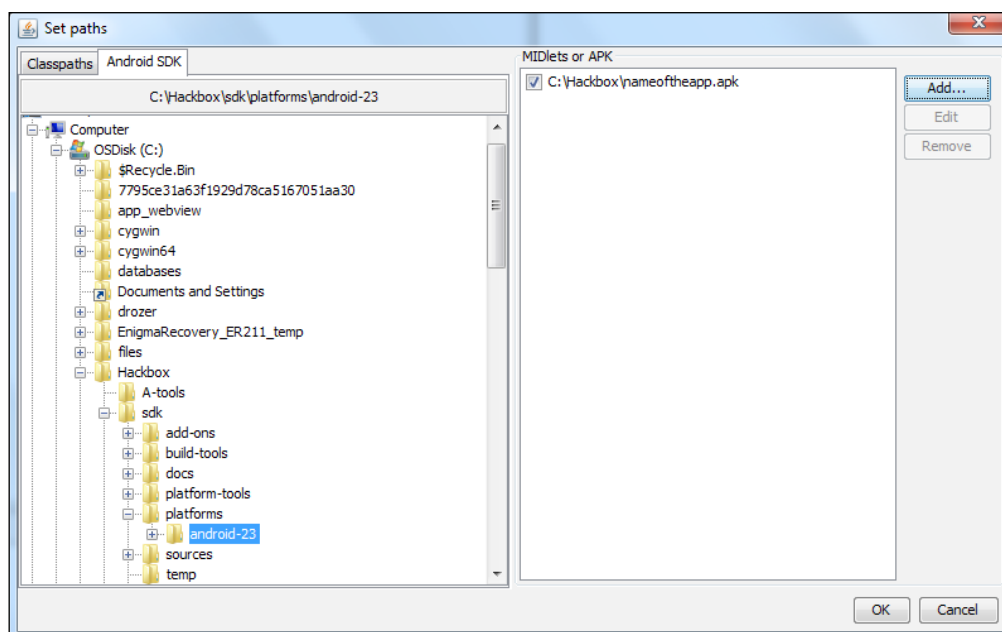 Set paths
Classpaths
Android SDK
C:\Hackbox\sdk\platforms\android-23
Computer
OSDisk (C:)
$Recycle.Bin
7795ce31a63f1929d78ca5167051aa30
app_webview
cygwin
cygwin64
databases
Documents and Settings
drozer
EnigmaRecovery_ER211_temp
files
Hackbox
A-tools
sdk
add-ons
build-tools
docs
platform-tools
platforms
android-23
sources
temp
MIDlets or APK
C:\Hackbox\nameoftheapp.apk
Add...
Edit
Remove
OK
Cancel